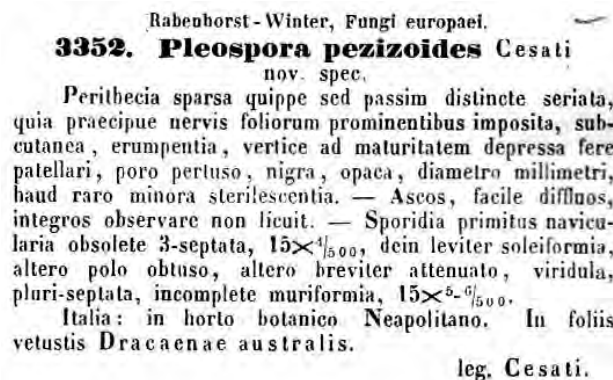 Rabenhorst-Winter, Fungi europaei.
3352. Pleospora pezizoides Cesati
nov. spec.
Perithecia sparsa quippe sed passim distincte seriata,
quia praecipue nervis foliorum prominentibus imposita, sub-
cutanea, erumpentia, vertice ad maturitatem depressa fere
patellari, poro pertuso, nigra, opaca, diametro millimetri,
haud raro minora sterilescentia. — Ascos, facile diffluos,
integros observare non licuit. — Sporidia primitus navicu-
laria obsolete 3-septata, 15×4/500, dein leviter soleiformia,
altero polo obtuso, altero breviter attenuato, viridula,
pluri-septata, incomplete muriformia, 15×5-6/500.
Italia: in horto botanico Neapolitano. In foliis
vetustis Dracaenae australis.
leg. Cesati.